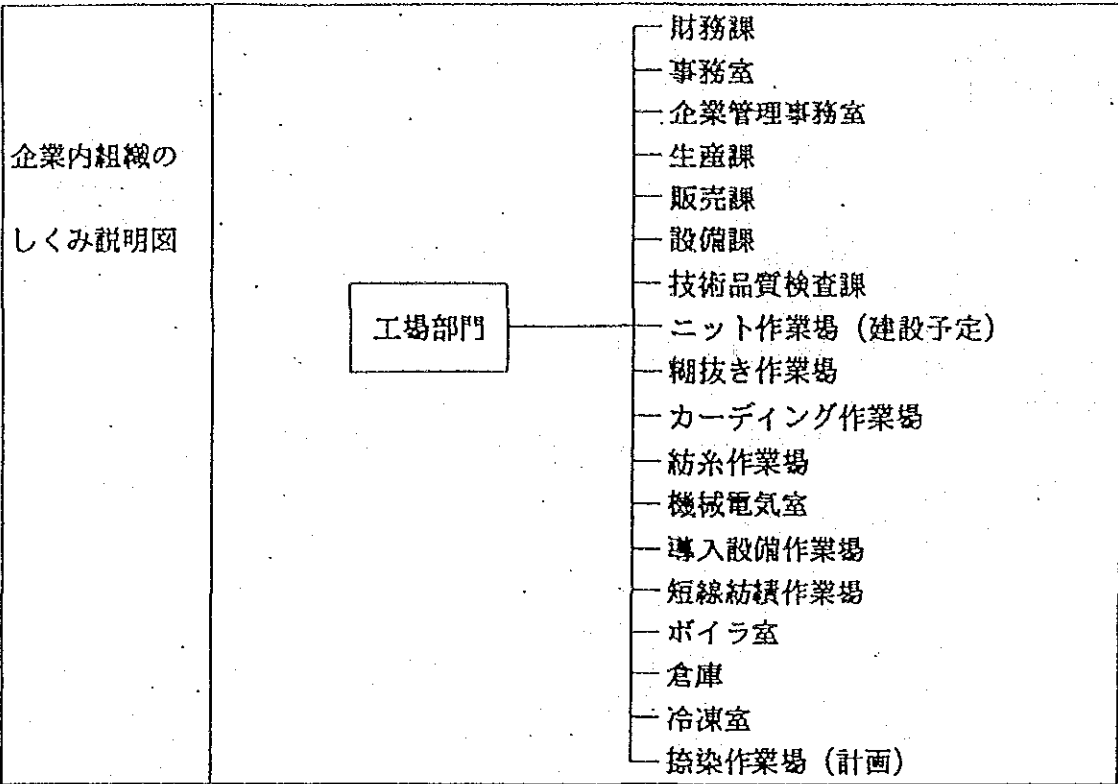 企業内組織の
しくみ説明図
工場部門
財務課
事務室
企業管理事務室
生産課
販売課
設備課
技術品質検査課
ニット作業場（建設予定）
糊抜き作業場
カーディング作業場
紡糸作業場
機械電気室
導入設備作業場
短線紡績作業場
ボイラ室
倉庫
冷凍室
捺染作業場（計画）